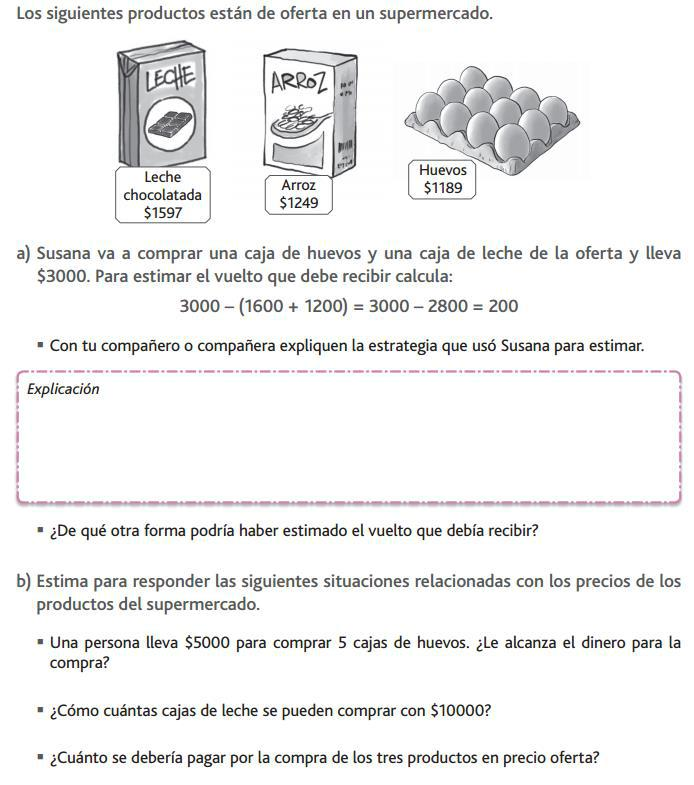 Los siguientes productos están de oferta en un supermercado.
LECHE
ARROZ
Leche
chocolatada
$1597
Arroz
$1249
Huevos
$1189
a) Susana va a comprar una caja de huevos y una caja de leche de la oferta y lleva
$3000. Para estimar el vuelto que debe recibir calcula:
3000 – (1600 + 1200) = 3000 – 2800 = 200
▪ Con tu compañero o compañera expliquen la estrategia que usó Susana para estimar.
Explicación
▪ ¿De qué otra forma podría haber estimado el vuelto que debía recibir?
b) Estima para responder las siguientes situaciones relacionadas con los precios de los
productos del supermercado.
▪ Una persona lleva $5000 para comprar 5 cajas de huevos. ¿Le alcanza el dinero para la
compra?
▪ ¿Cómo cuántas cajas de leche se pueden comprar con $10000?
▪ ¿Cuánto se debería pagar por la compra de los tres productos en precio oferta?